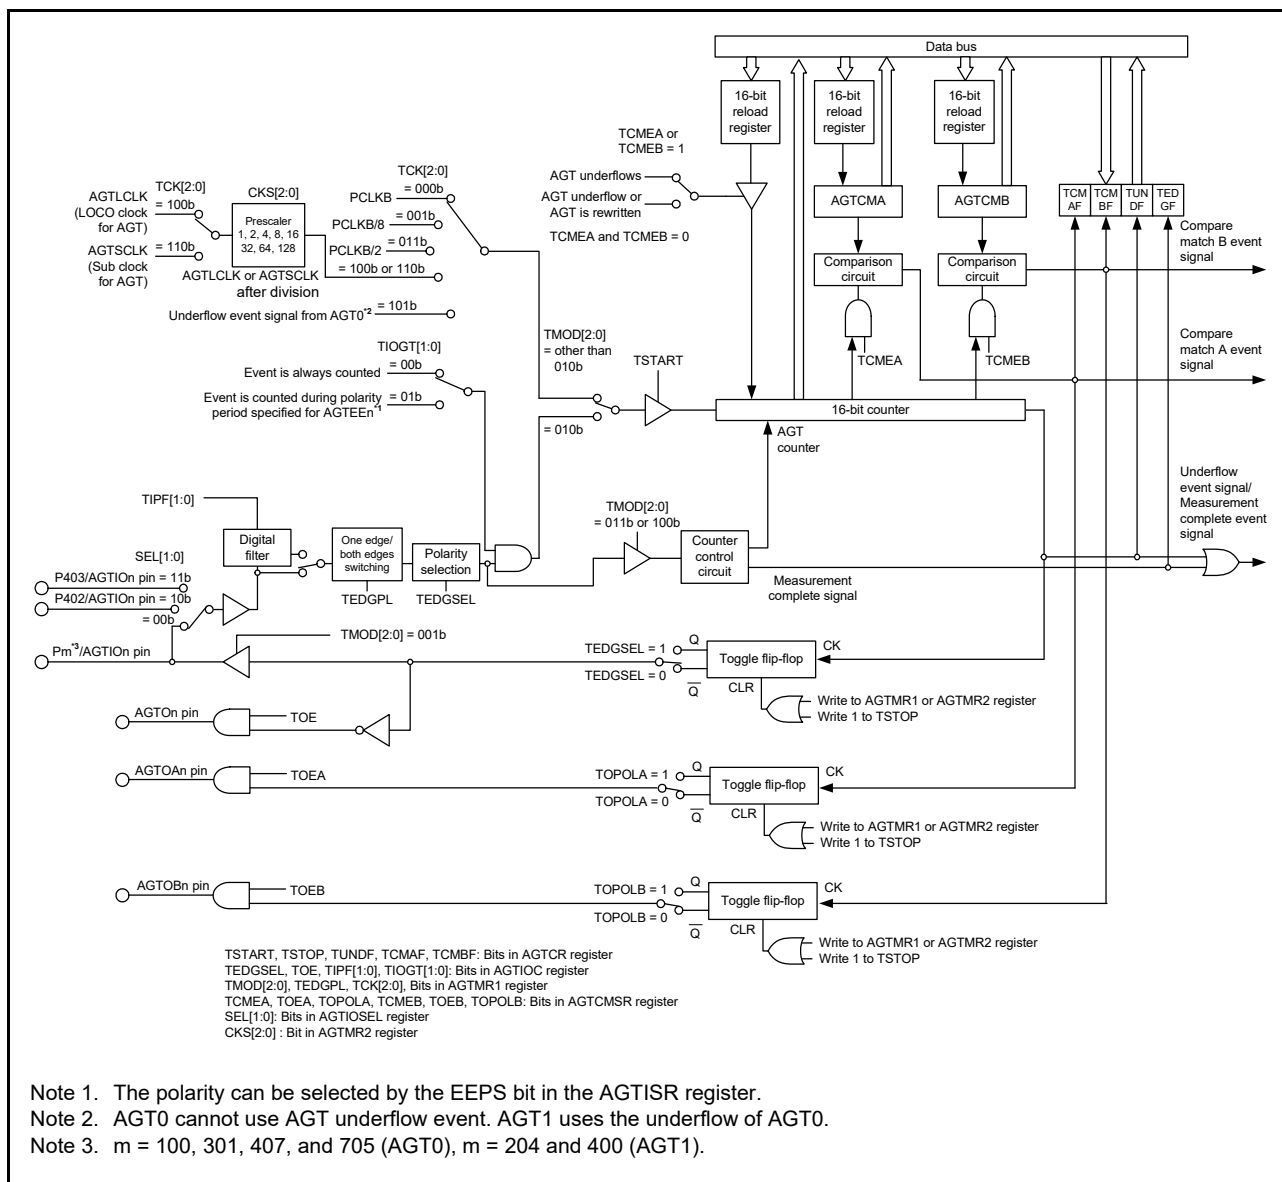 Data bus
16-bit
reload
register
16-bit
reload
register
16-bit
reload
register
TCMEA or
TCMEB = 1
AGT underflows
AGT underflow or
AGT is rewritten
TCMEA and TCMEB = 0
AGTCMA
AGTCMB
TCM
AF
TCM
BF
TUN
DF
TED
GF
Comparison
circuit
Comparison
circuit
TCMEA
TCMEB
Compare
match B event
signal
Compare
match A event
signal
TCK[2:0]
AGTLCLK
(LOCO clock
for AGT)
= 100b
AGTSCLK
(Sub clock
for AGT)
= 110b
CKS[2:0]
Prescaler
1, 2, 4, 8, 16
32, 64, 128
AGTLCLK or AGTSCLK
after division
TCK[2:0]
PCLKB
= 000b
PCLKB/8
= 001b
PCLKB/2
= 011b
= 100b or 110b
Underflow event signal from AGT0*2
= 101b
TIOGT[1:0]
Event is always counted
= 00b
Event is counted during polarity
period specified for AGTEEn*1
= 01b
TMOD[2:0]
= other than
010b
= 010b
TSTART
16-bit counter
AGT
counter
TIPF[1:0]
Digital
filter
One edge/
both edges
switching
TEDGPL
Polarity
selection
TEDGSEL
TMOD[2:0]
= 011b or 100b
Counter
control
circuit
Measurement
complete signal
Underflow
event signal/
Measurement
complete event
signal
SEL[1:0]
P403/AGTIOn pin = 11b
P402/AGTIOn pin = 10b
= 00b
Pm*3/AGTIOn pin
TMOD[2:0] = 001b
TEDGSEL = 1
TEDGSEL = 0
Q
Q
Toggle flip-flop
CK
CLR
Write to AGTMR1 or AGTMR2 register
Write 1 to TSTOP
AGTOn pin
TOE
AGTOAn pin
TOEA
TOPOLA = 1
TOPOLA = 0
Q
Q
Toggle flip-flop
CK
CLR
Write to AGTMR1 or AGTMR2 register
Write 1 to TSTOP
AGTOBn pin
TOEB
TOPOLB = 1
TOPOLB = 0
Q
Q
Toggle flip-flop
CK
CLR
Write to AGTMR1 or AGTMR2 register
Write 1 to TSTOP
TSTART, TSTOP, TUNDF, TCMAF, TCMBF: Bits in AGTCR register
TEDGSEL, TOE, TIPF[1:0], TIOGT[1:0]: Bits in AGTIOC register
TMOD[2:0], TEDGPL, TCK[2:0], Bits in AGTMR1 register
TCMEA, TOEA, TOPOLA, TCMEB, TOEB, TOPOLB: Bits in AGTCMSR register
SEL[1:0]: Bits in AGTIOSEL register
CKS[2:0] : Bit in AGTMR2 register
Note 1. The polarity can be selected by the EEPS bit in the AGTISR register.
Note 2. AGT0 cannot use AGT underflow event. AGT1 uses the underflow of AGT0.
Note 3. m = 100, 301, 407, and 705 (AGT0), m = 204 and 400 (AGT1).